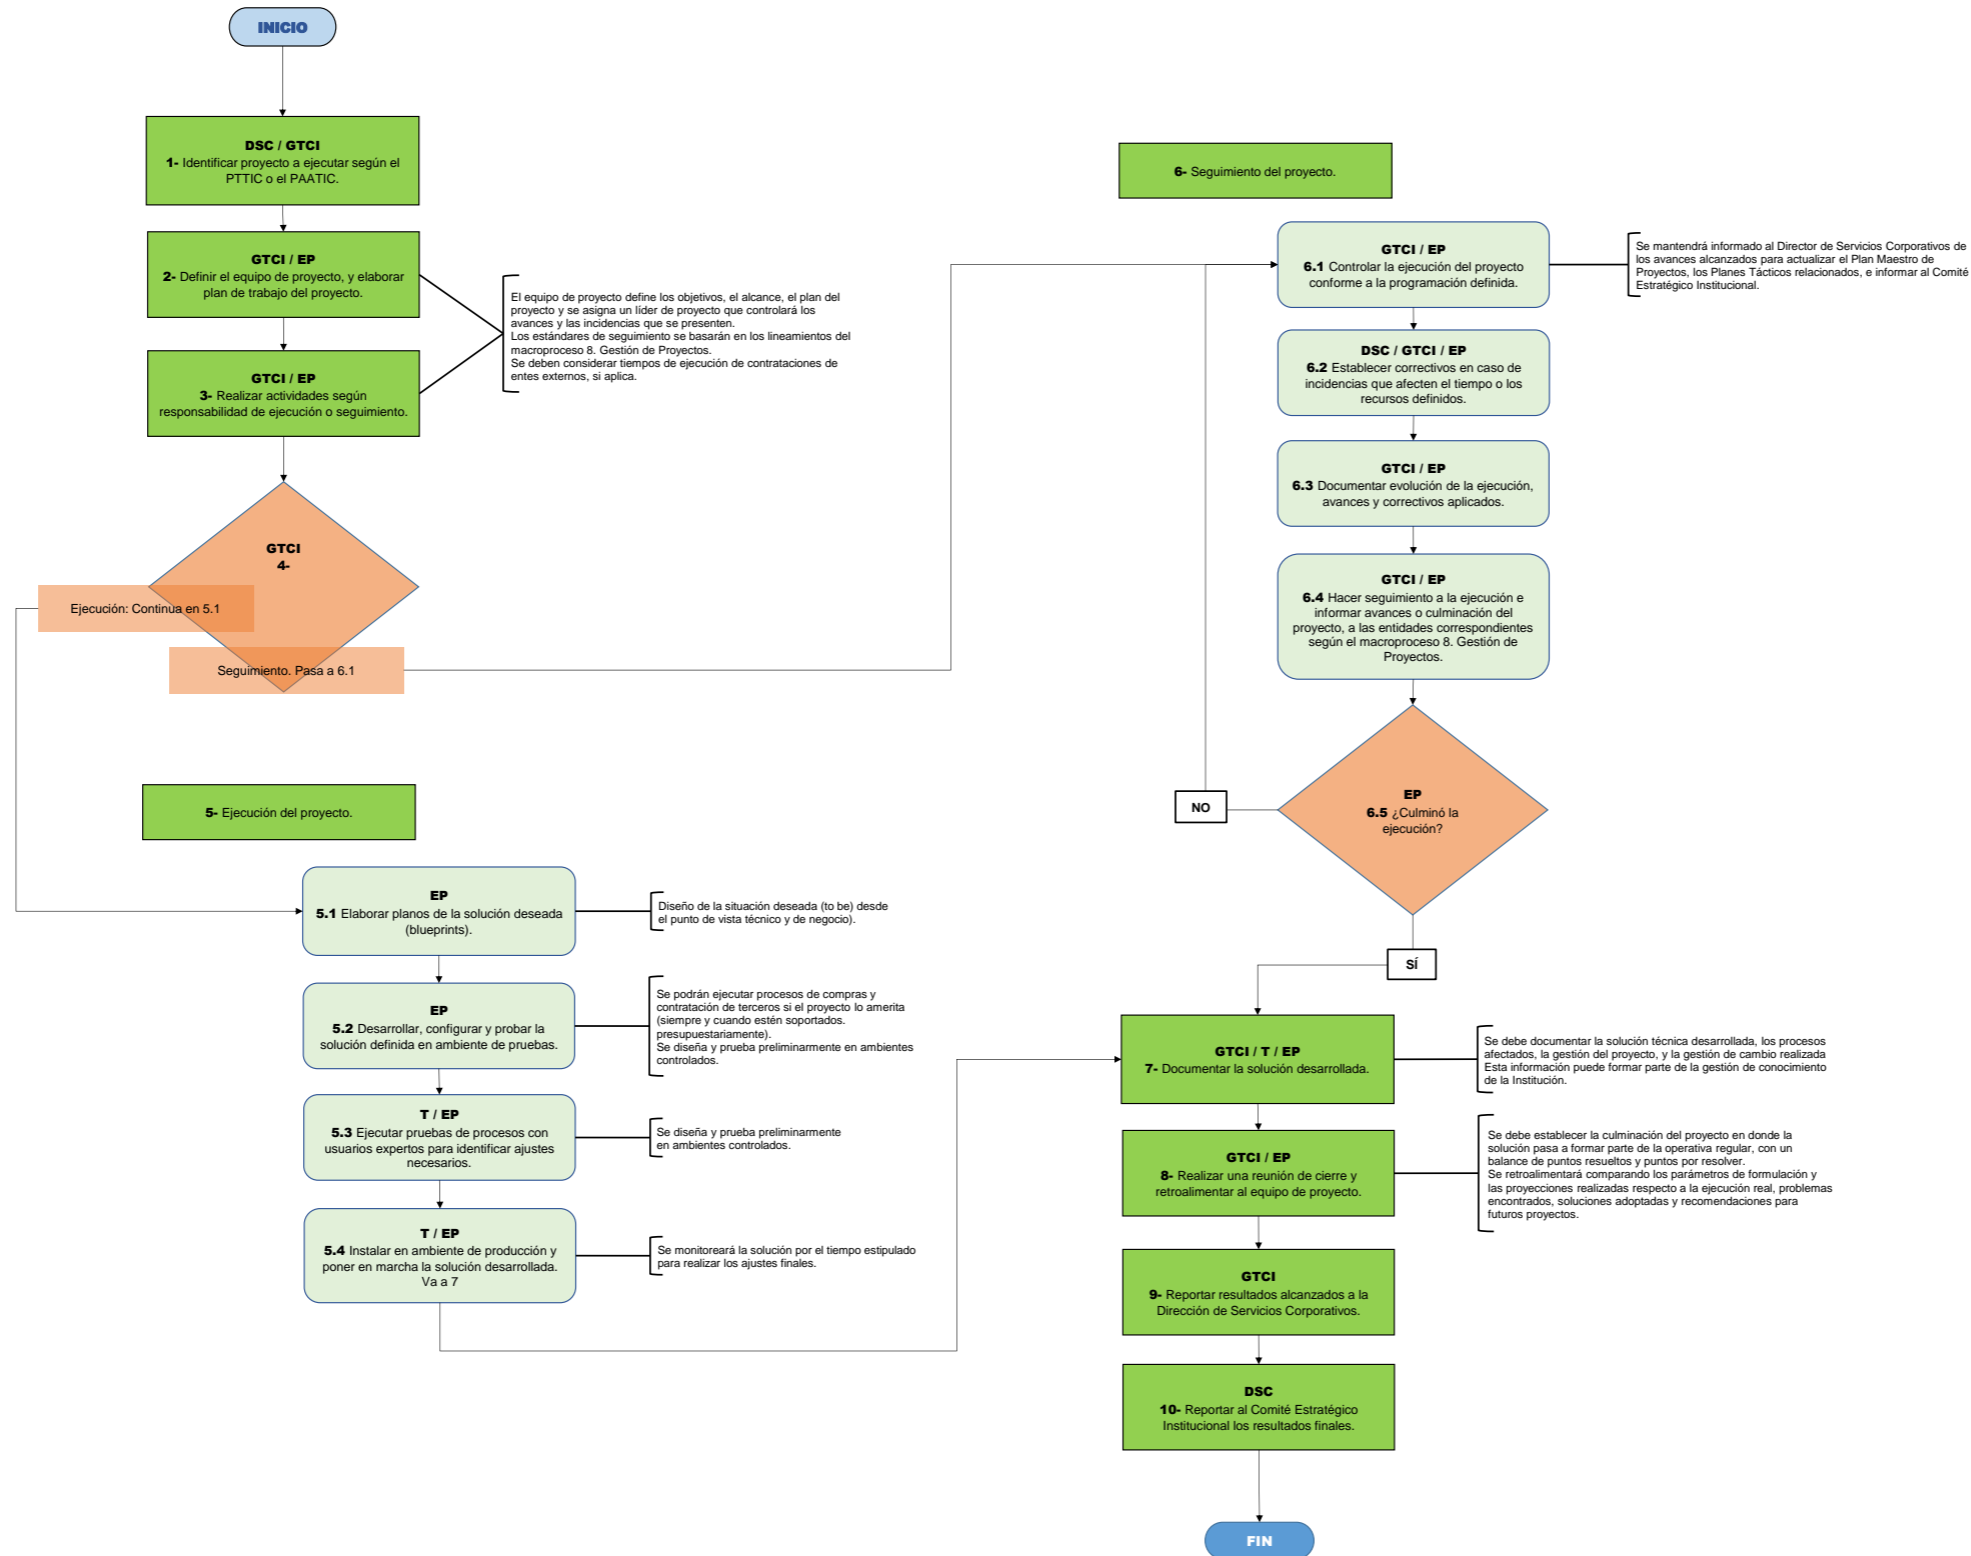 INICIO
DSC / GTCI
1- Identificar proyecto a ejecutar según el
PTTIC o el PAATIC.
GTCI / EP
2- Definir el equipo de proyecto, y elaborar
plan de trabajo del proyecto.
El equipo de proyecto define los objetivos, el alcance, el plan del
proyecto y se asigna un líder de proyecto que controlará los
avances y las incidencias que se presenten.
Los estándares de seguimiento se basarán en los lineamientos del
macroproceso 8. Gestión de Proyectos.
Se deben considerar tiempos de ejecución de contrataciones de
entes externos, si aplica.
GTCI / EP
3- Realizar actividades según
responsabilidad de ejecución o seguimiento.
GTCI
4-
Ejecución: Continua en 5.1
Seguimiento. Pasa a 6.1
5- Ejecución del proyecto.
EP
5.1 Elaborar planos de la solución deseada
(blueprints).
Diseño de la situación deseada (to be) desde
el punto de vista técnico y de negocio).
EP
5.2 Desarrollar, configurar y probar la
solución definida en ambiente de pruebas.
Se podrán ejecutar procesos de compras y
contratación de terceros si el proyecto lo amerita
(siempre y cuando estén soportados.
presupuestariamente).
Se diseña y prueba preliminarmente en ambientes
controlados.
T / EP
5.3 Ejecutar pruebas de procesos con
usuarios expertos para identificar ajustes
necesarios.
Se diseña y prueba preliminarmente
en ambientes controlados.
T / EP
5.4 Instalar en ambiente de producción y
poner en marcha la solución desarrollada.
Va a 7
Se monitoreará la solución por el tiempo estipulado
para realizar los ajustes finales.
6- Seguimiento del proyecto.
GTCI / EP
6.1 Controlar la ejecución del proyecto
conforme a la programación definida.
Se mantendrá informado al Director de Servicios Corporativos de
los avances alcanzados para actualizar el Plan Maestro de
Proyectos, los Planes Tácticos relacionados, e informar al Comité
Estratégico Institucional.
DSC / GTCI / EP
6.2 Establecer correctivos en caso de
incidencias que afecten el tiempo o los
recursos definidos.
GTCI / EP
6.3 Documentar evolución de la ejecución,
avances y correctivos aplicados.
GTCI / EP
6.4 Hacer seguimiento a la ejecución e
informar avances o culminación del
proyecto, a las entidades correspondientes
según el macroproceso 8. Gestión de
Proyectos.
EP
6.5 ¿Culminó la
ejecución?
NO
SÍ
GTCI / T / EP
7- Documentar la solución desarrollada.
Se debe documentar la solución técnica desarrollada, los procesos
afectados, la gestión del proyecto, y la gestión de cambio realizada
Esta información puede formar parte de la gestión de conocimiento
de la Institución.
GTCI / EP
8- Realizar una reunión de cierre y
retroalimentar al equipo de proyecto.
Se debe establecer la culminación del proyecto en donde la
solución pasa a formar parte de la operativa regular, con un
balance de puntos resueltos y puntos por resolver.
Se retroalimentará comparando los parámetros de formulación y
las proyecciones realizadas respecto a la ejecución real, problemas
encontrados, soluciones adoptadas y recomendaciones para
futuros proyectos.
GTCI
9- Reportar resultados alcanzados a la
Dirección de Servicios Corporativos.
DSC
10- Reportar al Comité Estratégico
Institucional los resultados finales.
FIN